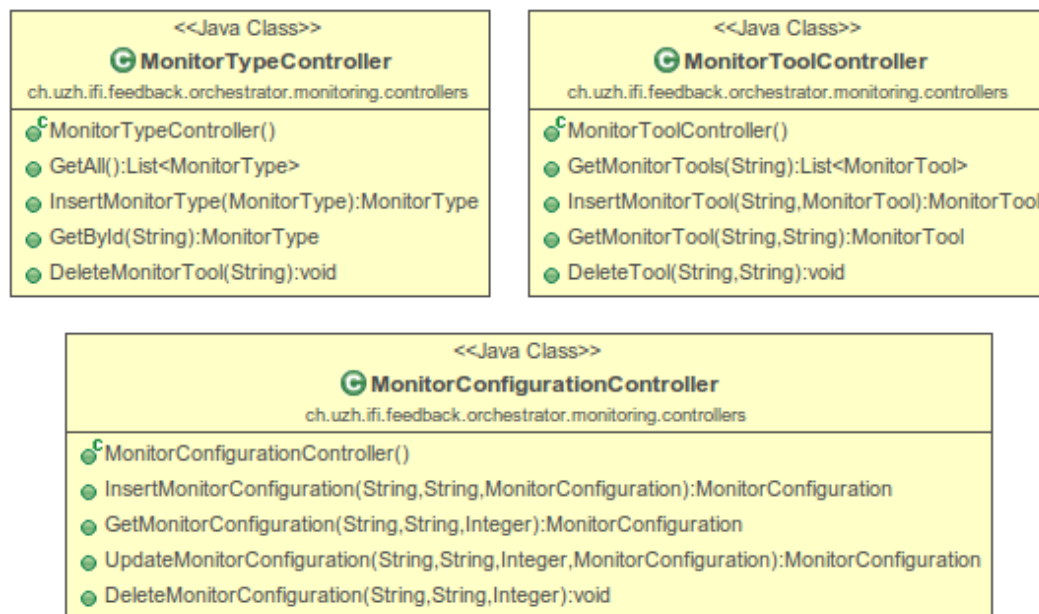 <<Java Class>>
MonitorTypeController
ch.uzh.ifi.feedback.orchestrator.monitoring.controllers
MonitorTypeController()
GetAll():List<MonitorType>
InsertMonitorType(MonitorType):MonitorType
GetById(String):MonitorType
DeleteMonitorTool(String):void
<<Java Class>>
MonitorToolController
ch.uzh.ifi.feedback.orchestrator.monitoring.controllers
MonitorToolController()
GetMonitorTools(String):List<MonitorTool>
InsertMonitorTool(String,MonitorTool):MonitorTool
GetMonitorTool(String,String):MonitorTool
DeleteTool(String,String):void
<<Java Class>>
MonitorConfigurationController
ch.uzh.ifi.feedback.orchestrator.monitoring.controllers
MonitorConfigurationController()
InsertMonitorConfiguration(String,String,MonitorConfiguration):MonitorConfiguration
GetMonitorConfiguration(String,String,Integer):MonitorConfiguration
UpdateMonitorConfiguration(String,String,Integer,MonitorConfiguration):MonitorConfiguration
DeleteMonitorConfiguration(String,String,Integer):void